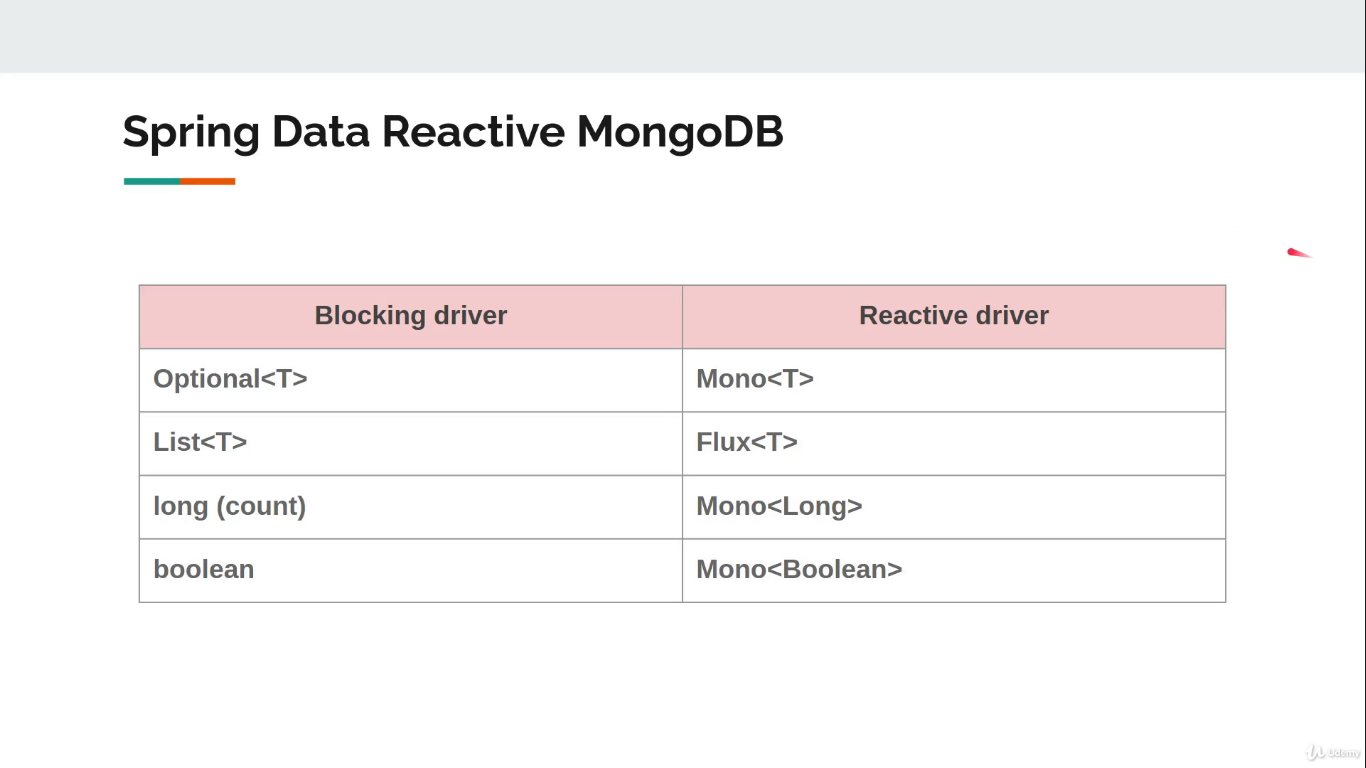 Spring Data Reactive MongoDB
Blocking driver
Reactive driver
Optional<T>
Mono<T>
List<T>
Flux<T>
long (count)
Mono<Long>
boolean
Mono<Boolean>
Udemy